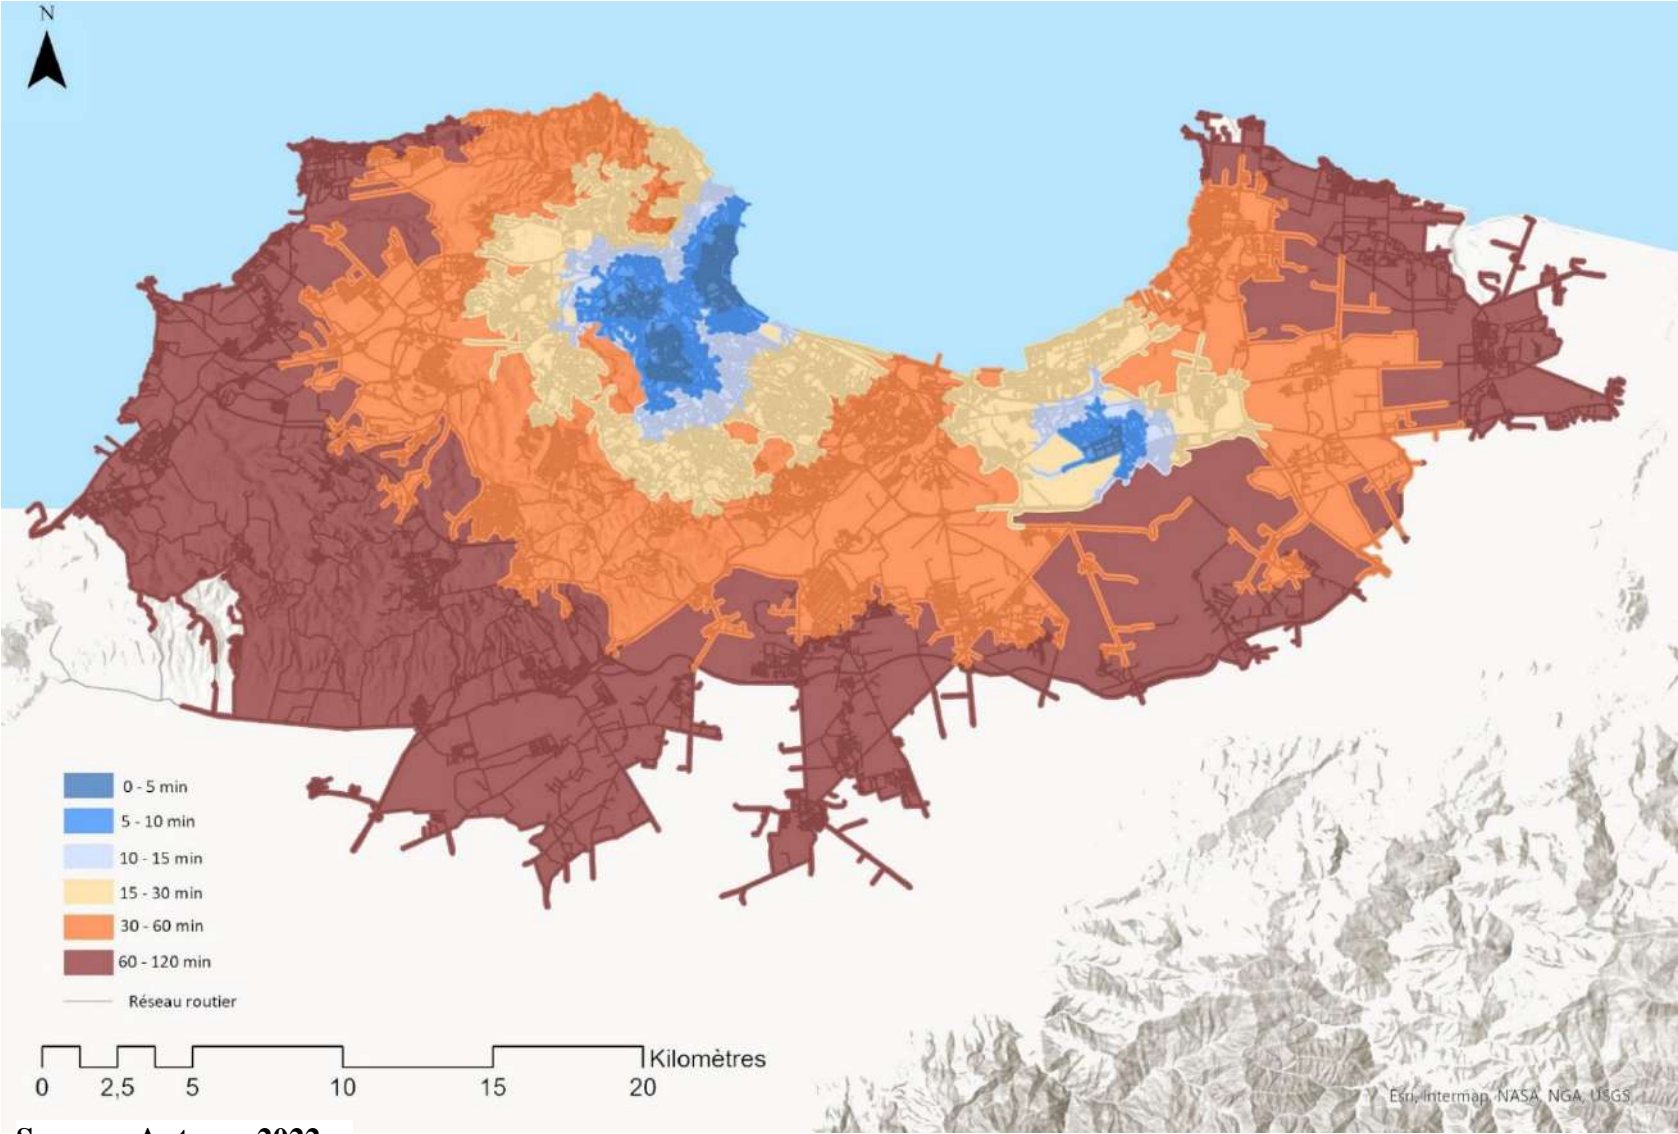 N
0 - 5 min
5 - 10 min
10 - 15 min
15 - 30 min
30 - 60 min
60 - 120 min
Réseau routier
Kilomètres
0 2,5 5 10 15 20
Esri, Intermap, NASA, NGA, USGS
2022